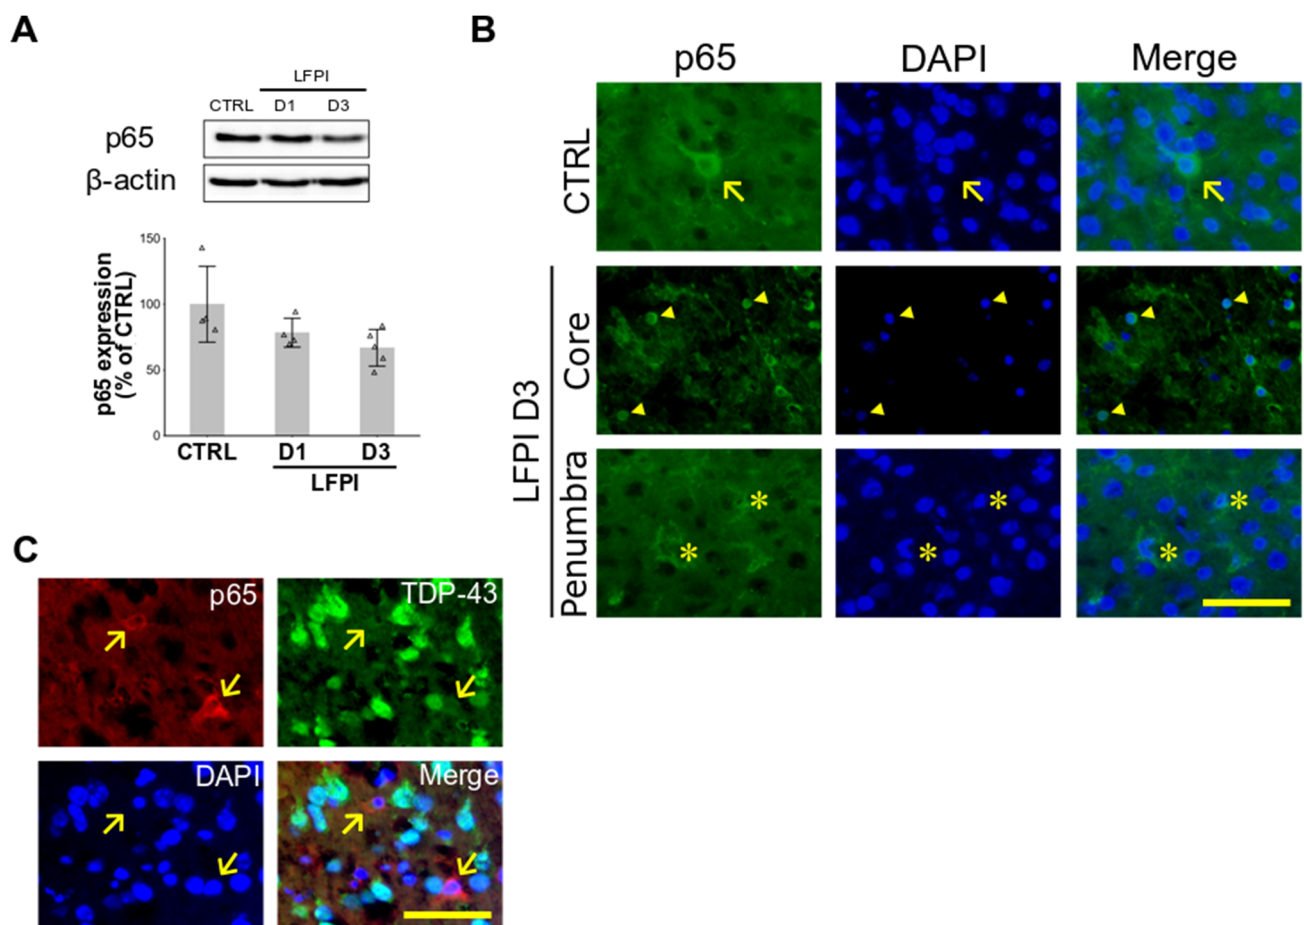 A
LFPI
CTRL D1 D3
p65
β-actin
p65 expression
(% of CTRL)
150
100
50
0
CTRL D1 D3
LFPI
B
p65 DAPI Merge
CTRL
LFPI D3
Core
Penumbra
* * *
* * *
C
p65 TDP-43
DAPI Merge